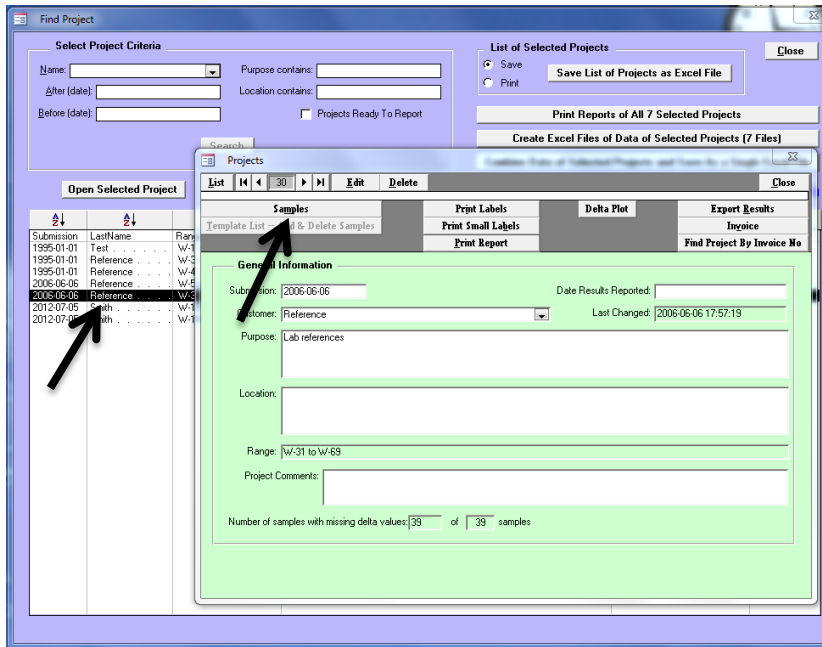 Find Project
Select Project Criteria
Name:
After (date):
Before (date):
Purpose contains:
Location contains:
Projects Ready To Report
Search
List of Selected Projects
Save
Print
Save List of Projects as Excel File
Close
Print Reports of All 7 Selected Projects
Create Excel Files of Data of Selected Projects (7 Files)
Open Selected Project
Submission LastName
1995-01-01 Test . . . . . . W-1
1995-01-01 Reference . . . . W-3
1995-01-01 Reference . . . . W-4
2006-06-06 Reference . . . . W-5
2006-06-06 Reference . . . . W-3
2012-07-05 Smith . . . . . W-1
2012-07-05 W-1
Projects
List 30 Edit Delete Close
Samples Print Labels Delta Plot Export Results
Template List & Delete Samples Print Small Labels Invoice
Print Report Find Project By Invoice No
General Information
Submission: 2006-06-06 Date Results Reported:
Customer: Reference Last Changed: 2006-06-06 17:57:19
Purpose: Lab references
Location:
Range: W-31 to W-69
Project Comments:
Number of samples with missing delta values: 39 of 39 samples